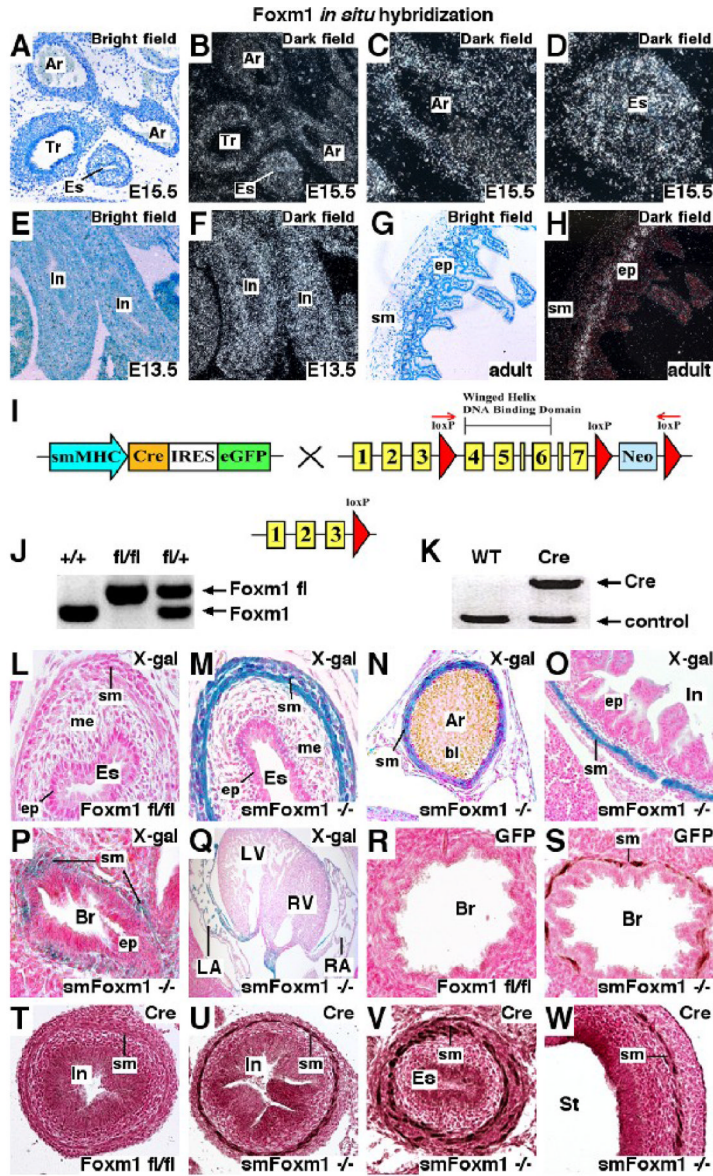 Foxm1 in situ hybridization
A Bright field Ar Ar Tr Es E15.5
B Dark field Ar Tr Ar Es E15.5
C Dark field Ar E15.5
D Dark field Es E15.5
E Bright field In In E13.5
F Dark field In In E13.5
G Bright field ep sm adult
H Dark field ep sm adult
I
Winged Helix
DNA Binding Domain
loxP loxP loxP
smMHC Cre IRES eGFP 1 2 3 4 5 6 7 Neo
loxP
1 2 3
J +/+ fl/fl fl/+
Foxm1 fl
Foxm1
K WT Cre
Cre
control
L X-gal sm me Es ep Foxm1 fl/fl
M X-gal sm me ep Es smFoxm1 -/-
N X-gal Ar bl sm smFoxm1 -/-
O X-gal In ep sm smFoxm1 -/-
P X-gal sm Br ep smFoxm1 -/-
Q X-gal LV RV LA RA smFoxm1 -/-
R GFP Br Foxm1 fl/fl
S GFP sm Br smFoxm1 -/-
T Cre sm In Foxm1 fl/fl
U Cre sm In smFoxm1 -/-
V Cre sm Es smFoxm1 -/-
W Cre sm St smFoxm1 -/-